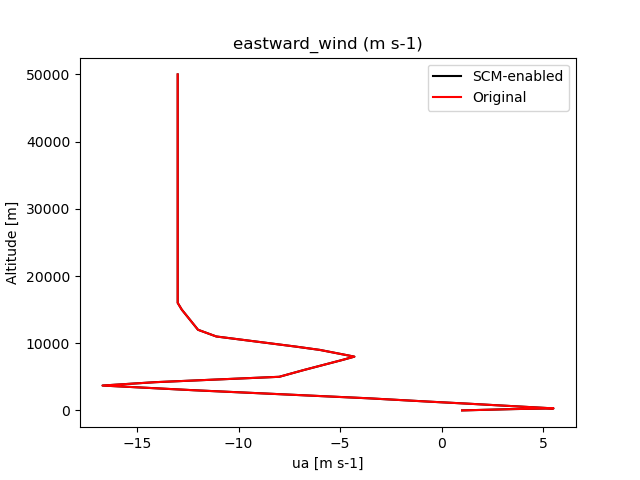 eastward_wind (m s-1)
SCM-enabled
Original
50000
40000
30000
20000
10000
0
Altitude [m]
−15
−10
−5
0
5
ua [m s-1]